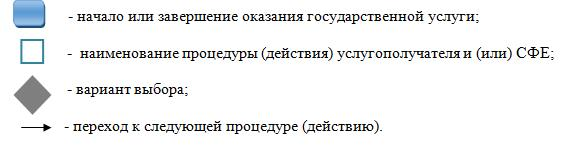 - начало или завершение оказания государственной услуги;
- наименование процедуры (действия) услугополучателя и (или) СФЕ;
- вариант выбора;
- переход к следующей процедуре (действию).